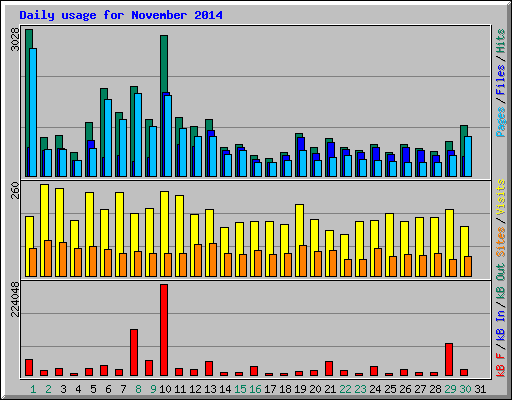 Daily usage for November 2014
3028
Pages / Files / Hits
260
Sites / Visits
224048
kB F / kB In / kB Out
1 2 3 4 5 6 7 8 9 10 11 12 13 14 15 16 17 18 19 20 21 22 23 24 25 26 27 28 29 30 31